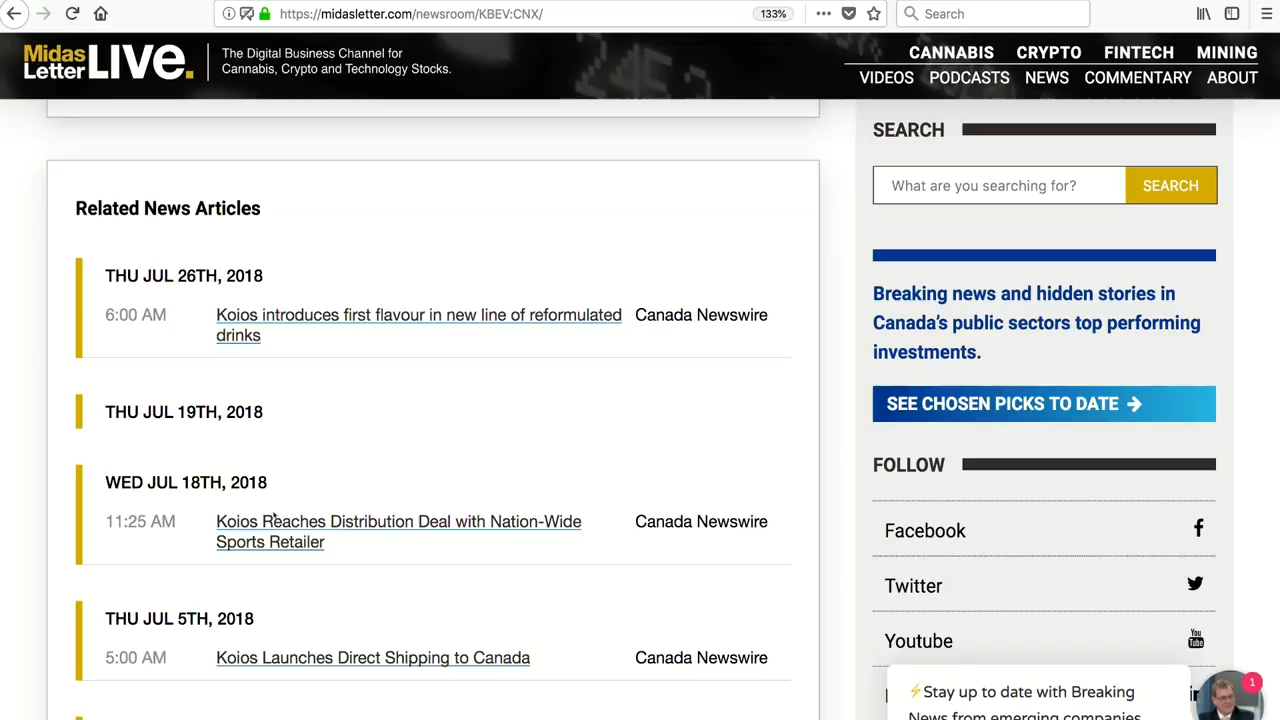 https://midasletter.com/newsroom/KBEV:CNX/
133%
Search
Midas
Letter LIVE.
The Digital Business Channel for
Cannabis, Crypto and Technology Stocks.
CANNABIS CRYPTO FINTECH MINING
VIDEOS PODCASTS NEWS COMMENTARY ABOUT
Related News Articles
THU JUL 26TH, 2018
6:00 AM Koios introduces first flavour in new line of reformulated Canada Newswire
drinks
THU JUL 19TH, 2018
WED JUL 18TH, 2018
11:25 AM Koios Reaches Distribution Deal with Nation-Wide Canada Newswire
Sports Retailer
THU JUL 5TH, 2018
5:00 AM Koios Launches Direct Shipping to Canada Canada Newswire
SEARCH
What are you searching for? SEARCH
Breaking news and hidden stories in
Canada's public sectors top performing
investments.
SEE CHOSEN PICKS TO DATE →
FOLLOW
Facebook
Twitter
Youtube
You
Tube
in
⚡Stay up to date with Breaking
News from emerging companies
1